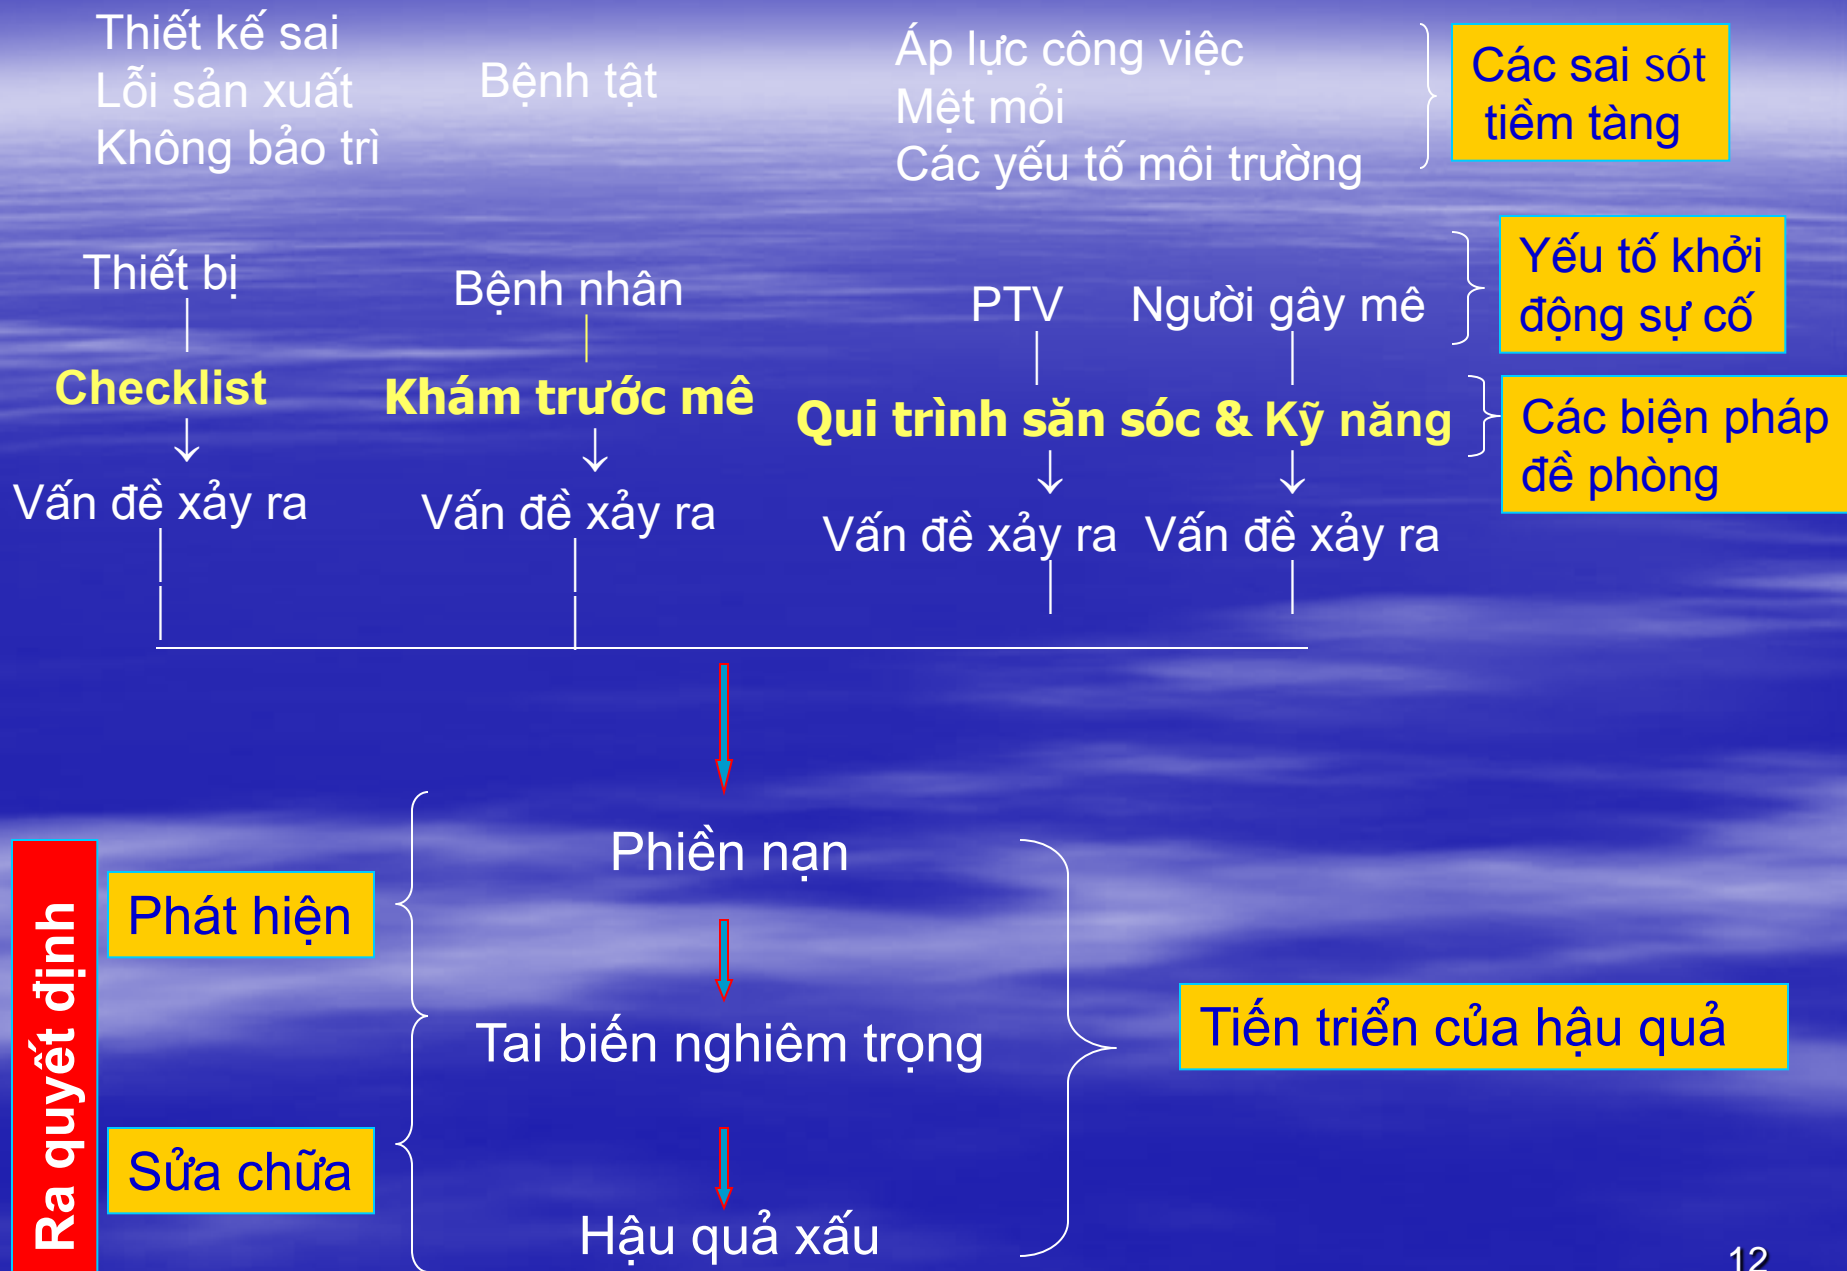 Thiết kế sai
Lỗi sản xuất
Không bảo trì
Bệnh tật
Áp lực công việc
Mệt mỏi
Các yếu tố môi trường
Các sai sót
tiềm tàng
Thiết bị
Bệnh nhân
PTV
Người gây mê
Yếu tố khởi
động sự cố
Checklist
Khám trước mê
Qui trình săn sóc & Kỹ năng
Các biện pháp
đề phòng
Vấn đề xảy ra
Vấn đề xảy ra
Vấn đề xảy ra
Vấn đề xảy ra
Phiền nạn
Phát hiện
Ra quyết định
Tai biến nghiêm trọng
Tiến triển của hậu quả
Sửa chữa
Hậu quả xấu
12